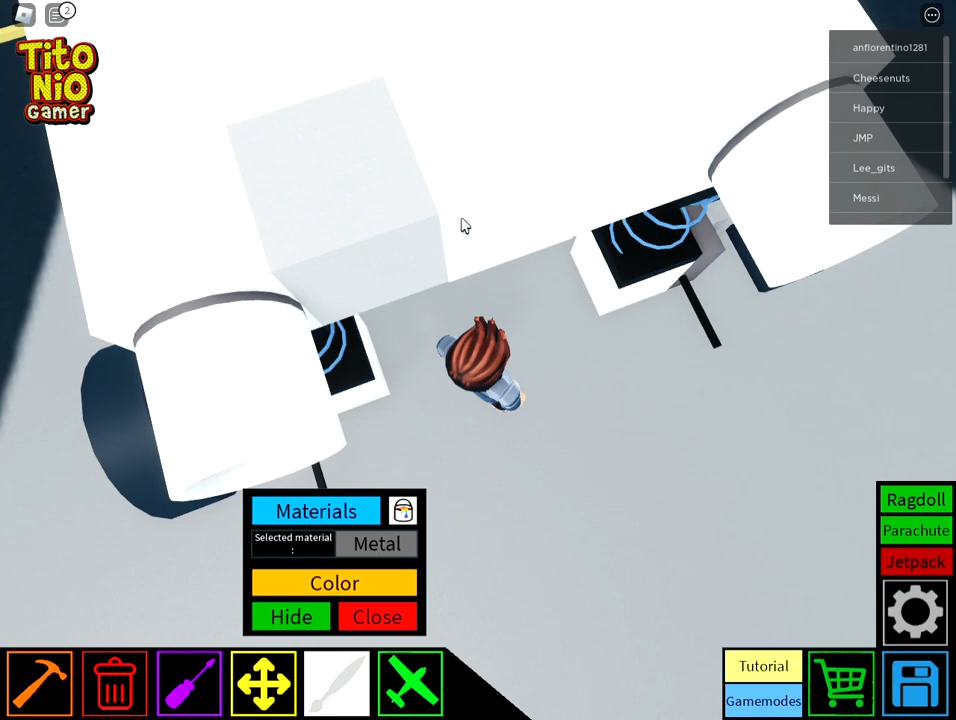 2
TiTO
NiO
Gamer
anflorentino1281
Cheesenuts
Happy
JMP
Lee_gits
Messi
Materials
Selected material
:
Metal
Color
Hide
Close
Ragdoll
Parachute
Jetpack
Tutorial
Gamemodes